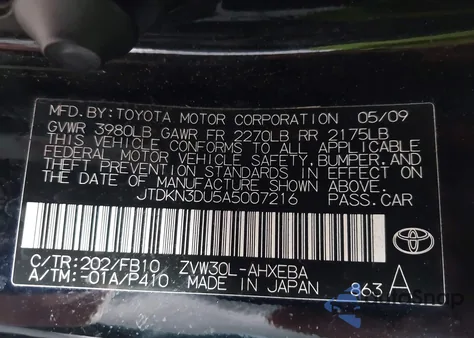 MFD.BY:TOYOTA MOTOR CORPORATION 05/09
GVWR 3980LB GAWR FR 2270LB RR 2175LB
THIS VEHICLE CONFORMS TO ALL APPLICABLE
FEDERAL MOTOR VEHICLE SAFETY,BUMPER,AND
THEFT PREVENTION STANDARDS IN EFFECT ON
THE DATE OF MANUFACTURE SHOWN ABOVE.
JTDKN3DU5A5007216 PASS.CAR
C/TR:202/FB10 ZVW30L-AHXEBA
A/TM:-01A/P410 MADE IN JAPAN 863 A
AutoSnap